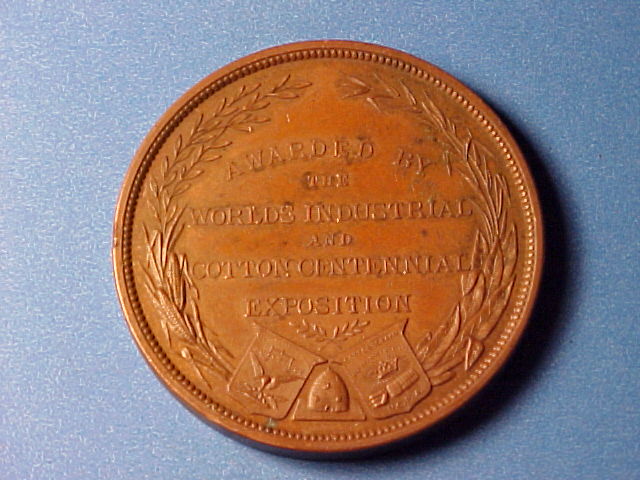 AWARDED BY
THE
WORLDS INDUSTRIAL
AND
COTTON CENTENNIAL
EXPOSITION